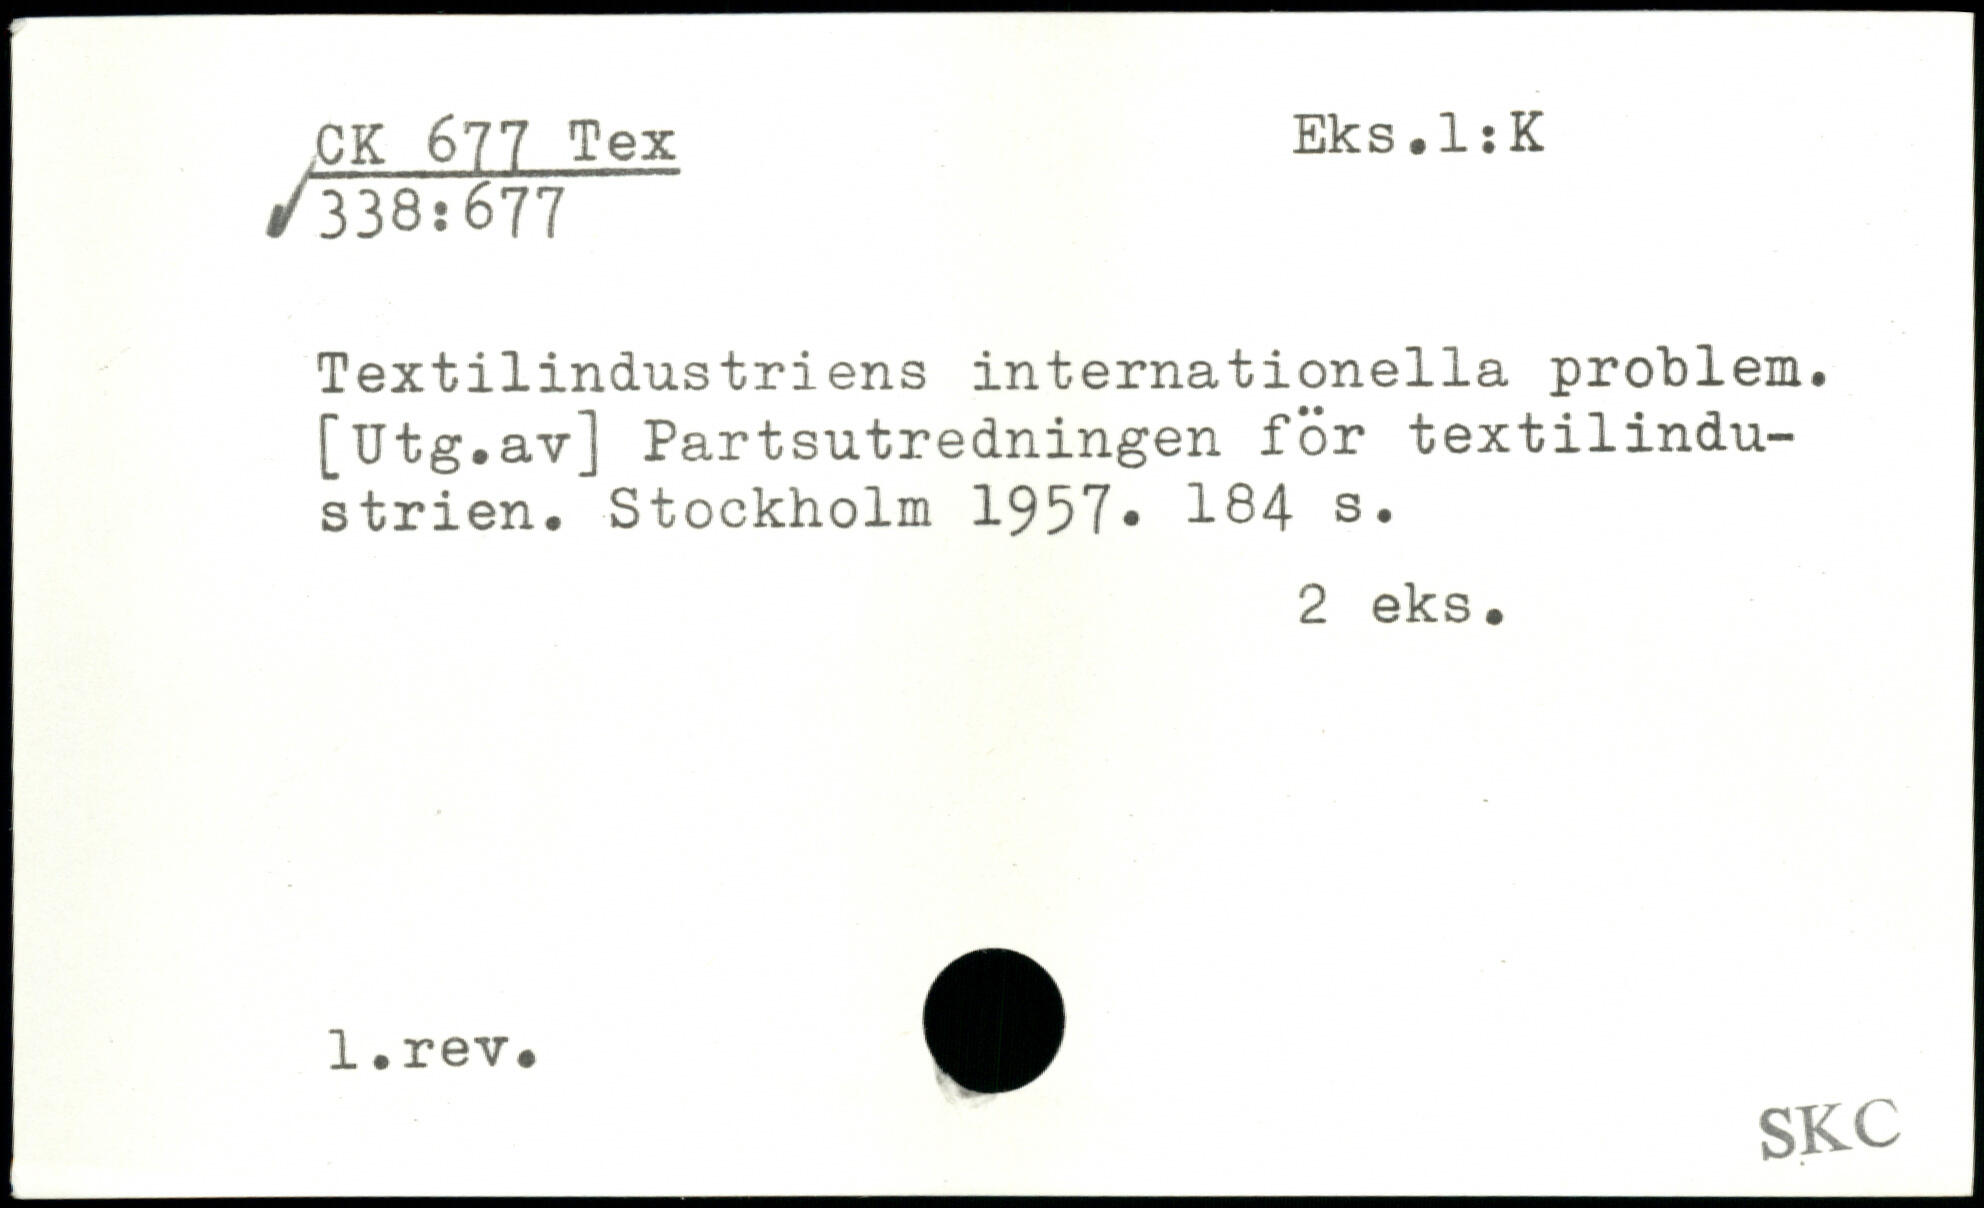 CK 677 Tex
Eks.1:K
338:677
Textilindustriens internationella problem.
[Utg.av] Partsutredningen för textilindu-
strien. Stockholm 1957. 184 s.
2 eks.
1.rev.
SKC